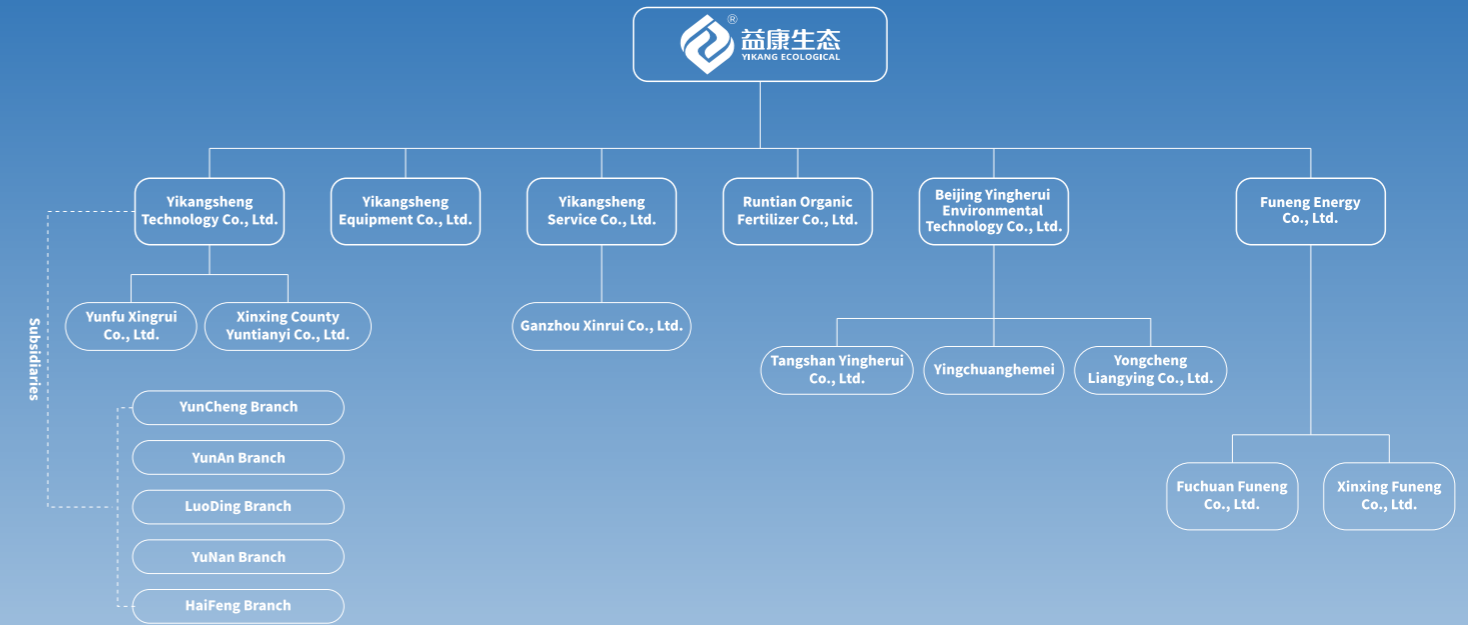 ®
益康生态
YIKANG ECOLOGICAL
Yikangsheng
Technology Co., Ltd.
Yikangsheng
Equipment Co., Ltd.
Yikangsheng
Service Co., Ltd.
Runtian Organic
Fertilizer Co., Ltd.
Beijing Yingherui
Environmental
Technology Co., Ltd.
Funeng Energy
Co., Ltd.
Yunfu Xingrui
Co., Ltd.
Xinxing County
Yuntianyi Co., Ltd.
Ganzhou Xinrui Co., Ltd.
Tangshan Yingherui
Co., Ltd.
Yingchuanghemei
Yongcheng
Liangying Co., Ltd.
Fuchuan Funeng
Co., Ltd.
Xinxing Funeng
Co., Ltd.
Subsidiaries
YunCheng Branch
YunAn Branch
LuoDing Branch
YuNan Branch
HaiFeng Branch